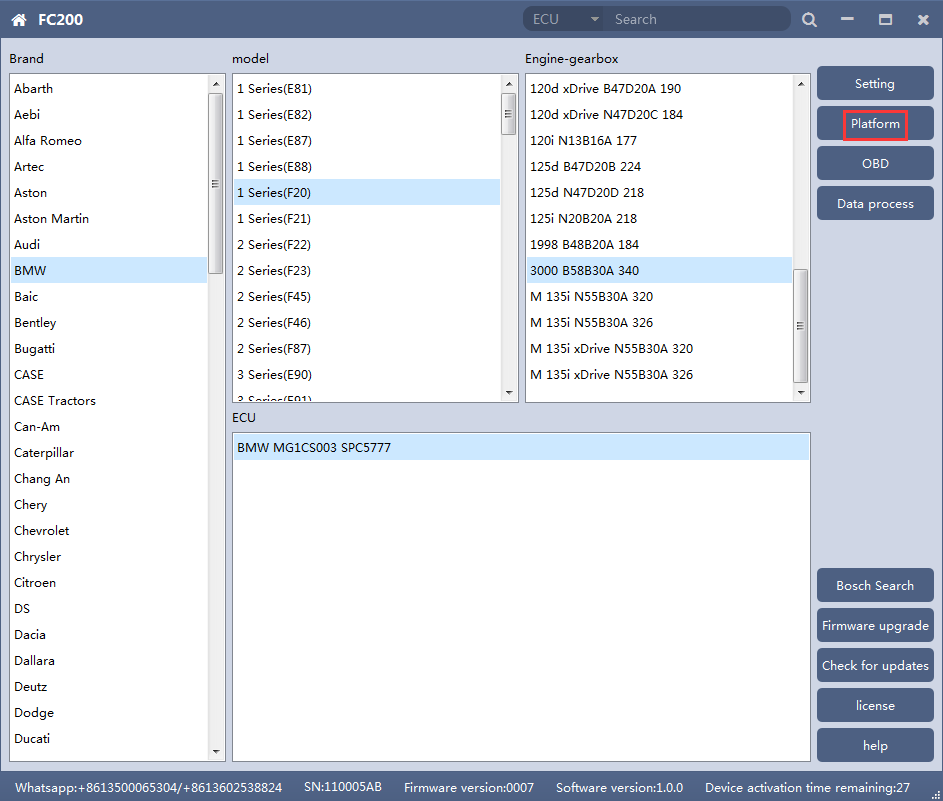 FC200
ECU
Search
Brand
Abarth
Aebi
Alfa Romeo
Artec
Aston
Aston Martin
Audi
BMW
Baic
Bentley
Bugatti
CASE
CASE Tractors
Can-Am
Caterpillar
Chang An
Chery
Chevrolet
Chrysler
Citroen
DS
Dacia
Dallara
Deutz
Dodge
Ducati
model
1 Series(E81)
1 Series(E82)
1 Series(E87)
1 Series(E88)
1 Series(F20)
1 Series(F21)
2 Series(F22)
2 Series(F23)
2 Series(F45)
2 Series(F46)
2 Series(F87)
3 Series(E90)
3 Series(E91)
Engine-gearbox
120d xDrive B47D20A 190
120d xDrive N47D20C 184
120i N13B16A 177
125d B47D20B 224
125d N47D20D 218
125i N20B20A 218
1998 B48B20A 184
3000 B58B30A 340
M 135i N55B30A 320
M 135i N55B30A 326
M 135i xDrive N55B30A 320
M 135i xDrive N55B30A 326
ECU
BMW MG1CS003 SPC5777
Setting
Platform
OBD
Data process
Bosch Search
Firmware upgrade
Check for updates
license
help
Whatsapp:+8613500065304/+8613602538824
SN:110005AB
Firmware version:0007
Software version:1.0.0
Device activation time remaining:27